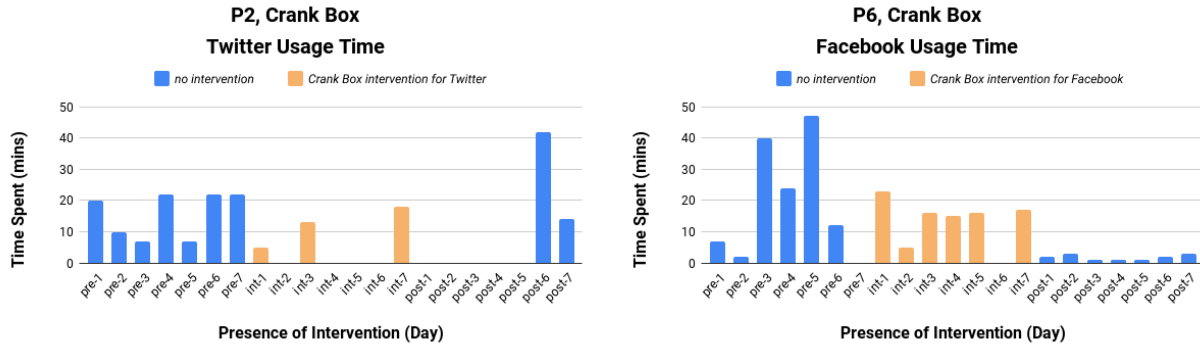 P2, Crank Box
Twitter Usage Time
no intervention
Crank Box intervention for Twitter
50
40
30
20
10
0
Time Spent (mins)
pre-1
pre-2
pre-3
pre-4
pre-5
pre-6
pre-7
int-1
int-2
int-3
int-4
int-5
int-6
int-7
post-1
post-2
post-3
post-4
post-5
post-6
post-7
Presence of Intervention (Day)
P6, Crank Box
Facebook Usage Time
no intervention
Crank Box intervention for Facebook
50
40
30
20
10
0
Time Spent (mins)
pre-1
pre-2
pre-3
pre-4
pre-5
pre-6
pre-7
int-1
int-2
int-3
int-4
int-5
int-6
int-7
post-1
post-2
post-3
post-4
post-5
post-6
post-7
Presence of Intervention (Day)